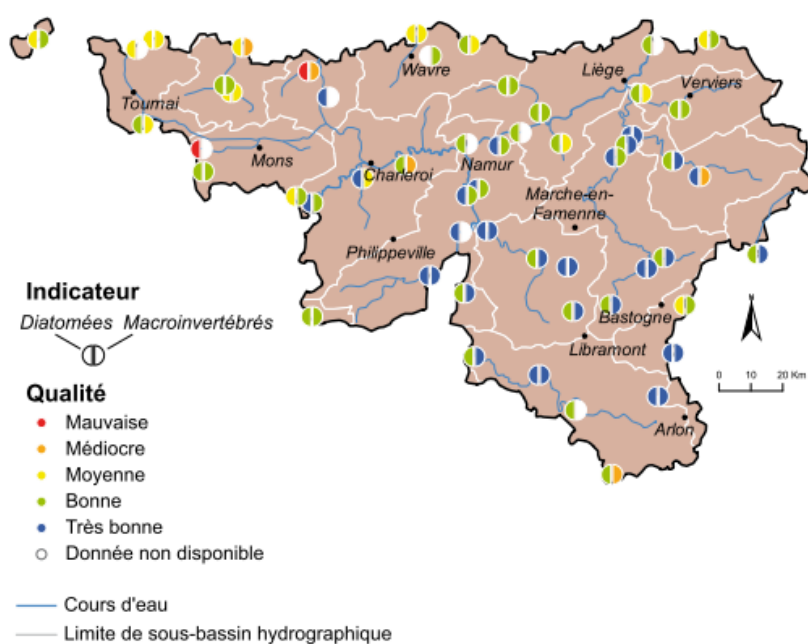 Wavre
Liège
Verviers
Tournai
Mons
Charleroi
Namur
Marche-en-
Famenne
Philippeville
Bastogne
Libramont
Arlon
0 10 20 Km
Indicateur
Diatomées Macroinvertébrés
Qualité
Mauvaise
Médiocre
Moyenne
Bonne
Très bonne
Donnée non disponible
Cours d'eau
Limite de sous-bassin hydrographique